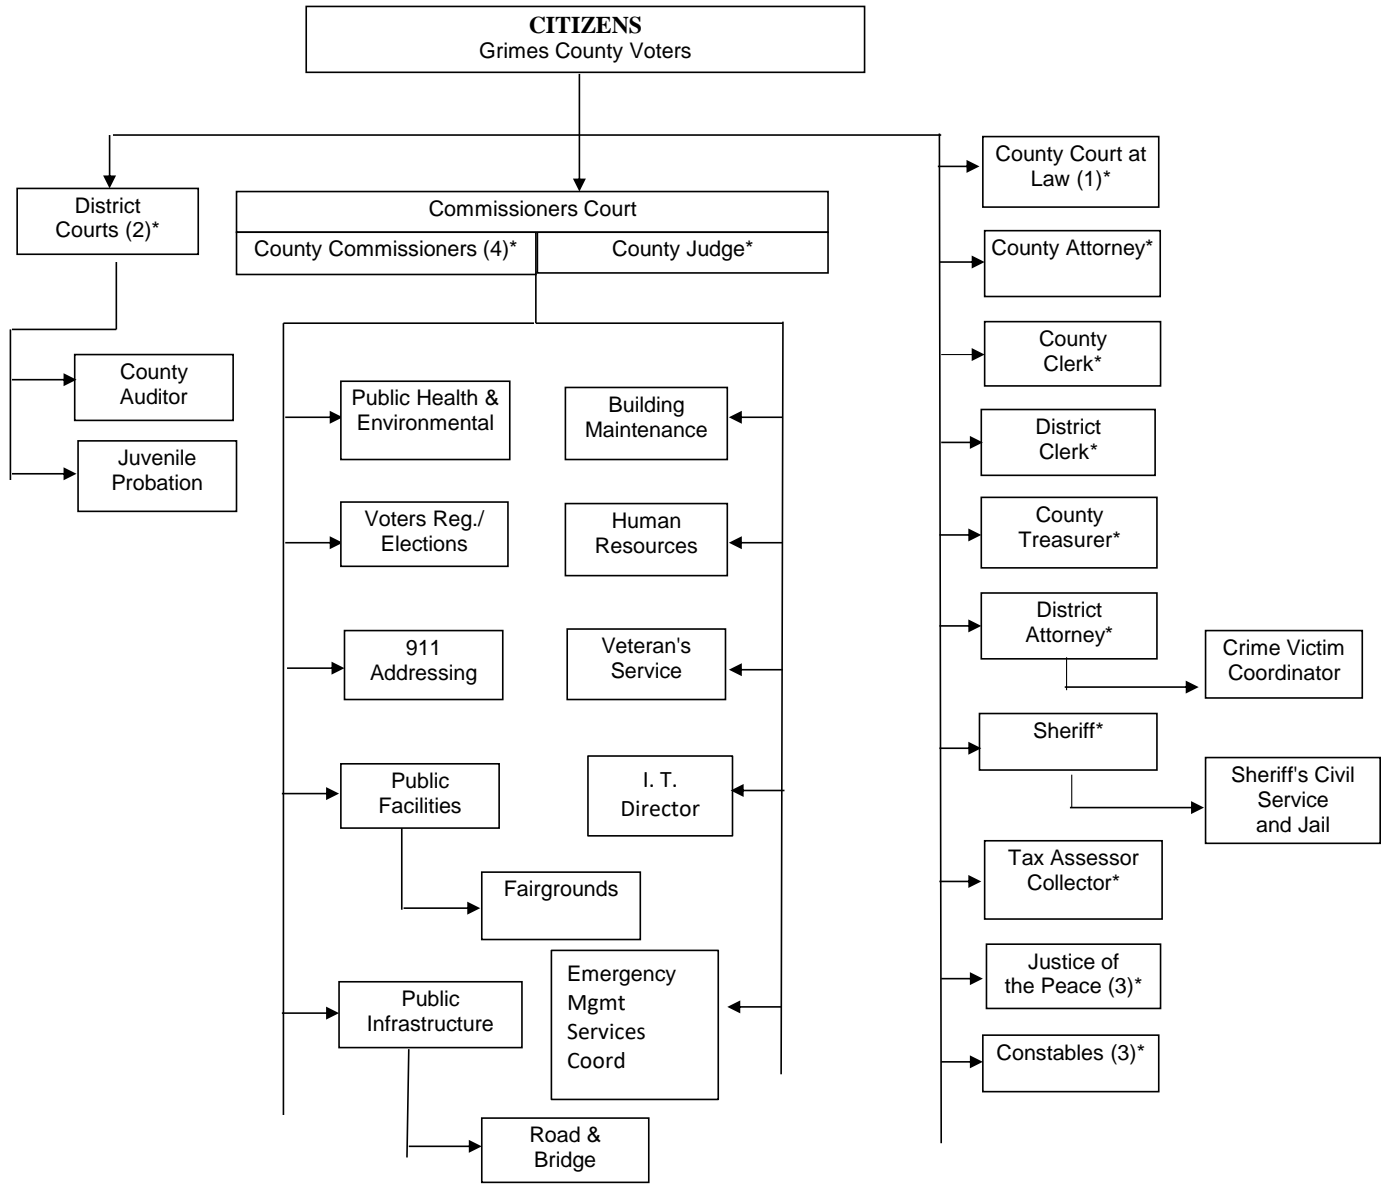 CITIZENS
Grimes County Voters
District
Courts (2)*
County
Auditor
Juvenile
Probation
Commissioners Court
County Commissioners (4)*
County Judge*
Public Health &
Environmental
Voters Reg./
Elections
911
Addressing
Public
Facilities
Fairgrounds
Public
Infrastructure
Road &
Bridge
Building
Maintenance
Human
Resources
Veteran's
Service
I. T.
Director
Emergency
Mgmt
Services
Coord
County Court at
Law (1)*
County Attorney*
County
Clerk*
District
Clerk*
County
Treasurer*
District
Attorney*
Crime Victim
Coordinator
Sheriff*
Sheriff's Civil
Service
and Jail
Tax Assessor
Collector*
Justice of
the Peace (3)*
Constables (3)*